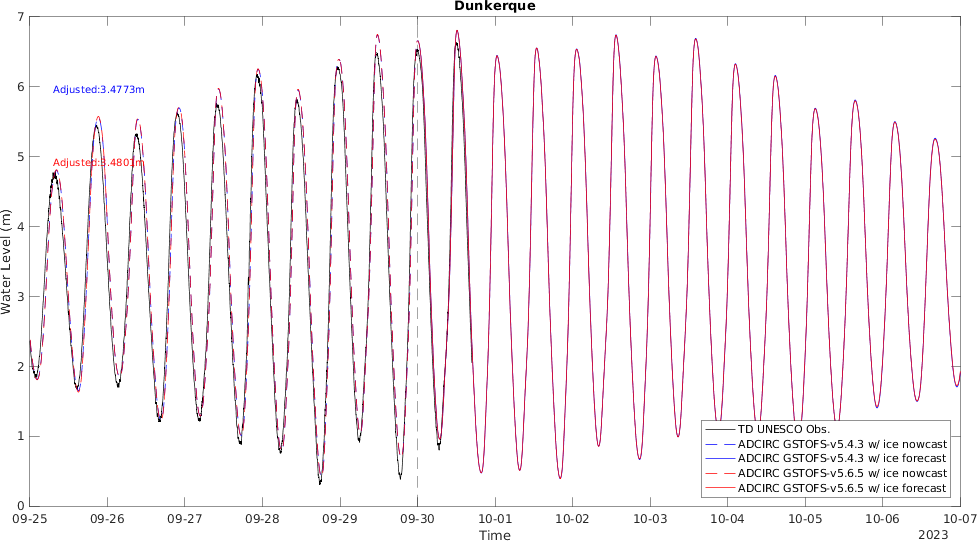 Dunkerque
7
6
5
4
3
2
1
0
Water Level (m)
Adjusted:3.4773m
Adjusted:3.4801m
TD UNESCO Obs.
ADCIRC GSTOFS-v5.4.3 w/ ice nowcast
ADCIRC GSTOFS-v5.4.3 w/ ice forecast
ADCIRC GSTOFS-v5.6.5 w/ ice nowcast
ADCIRC GSTOFS-v5.6.5 w/ ice forecast
09-25 09-26 09-27 09-28 09-29 09-30 10-01 10-02 10-03 10-04 10-05 10-06 10-07
Time
2023